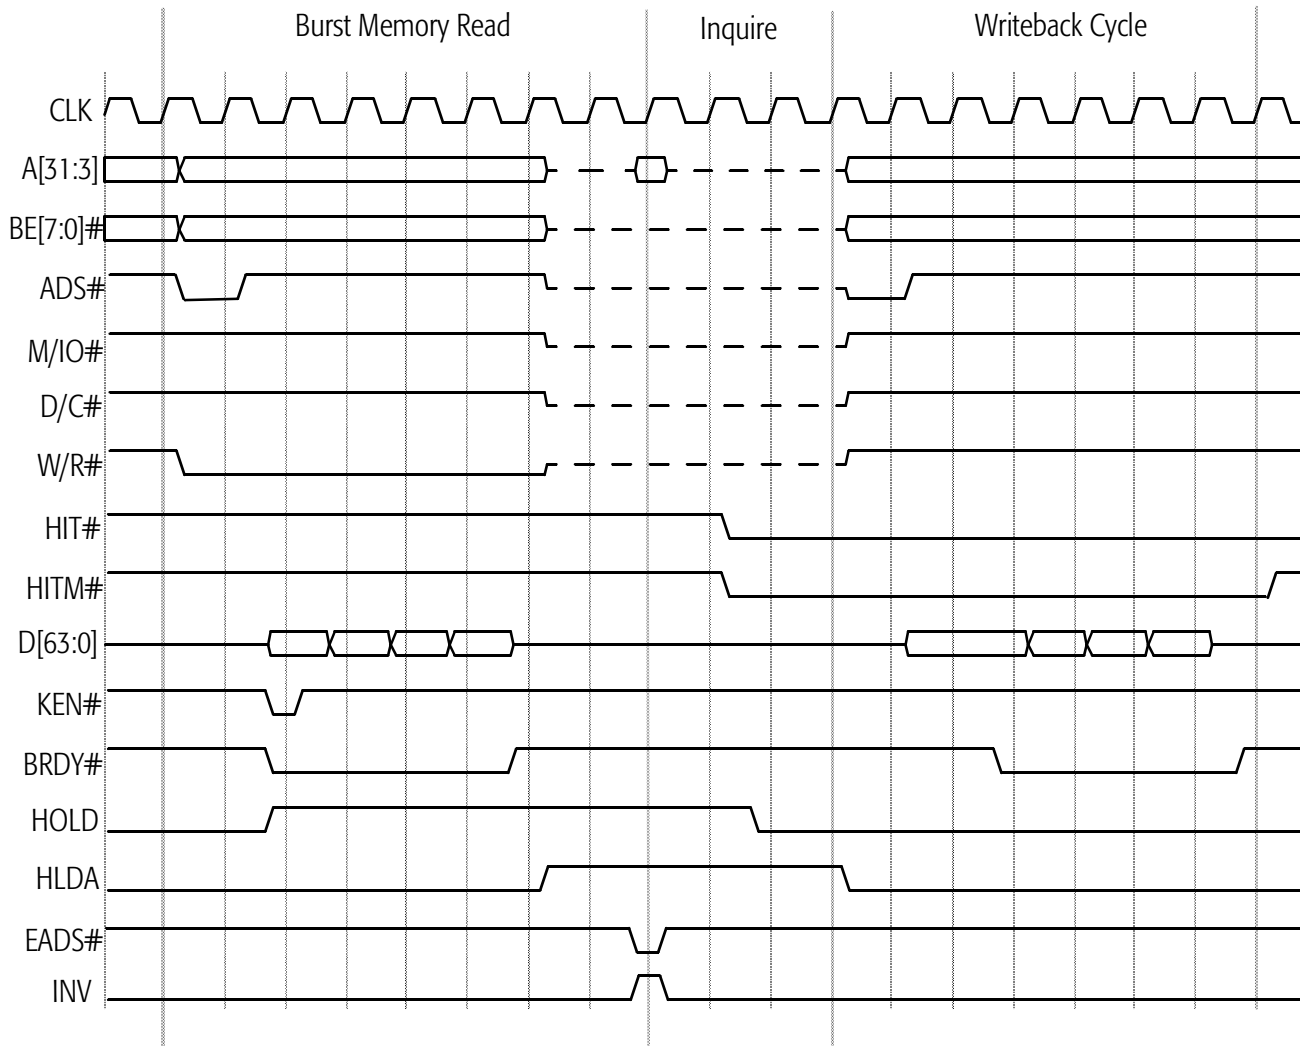 Burst Memory Read
Inquire
Writeback Cycle
CLK
A[31:3]
BE[7:0]#
ADS#
M/IO#
D/C#
W/R#
HIT#
HITM#
D[63:0]
KEN#
BRDY#
HOLD
HLDA
EADS#
INV